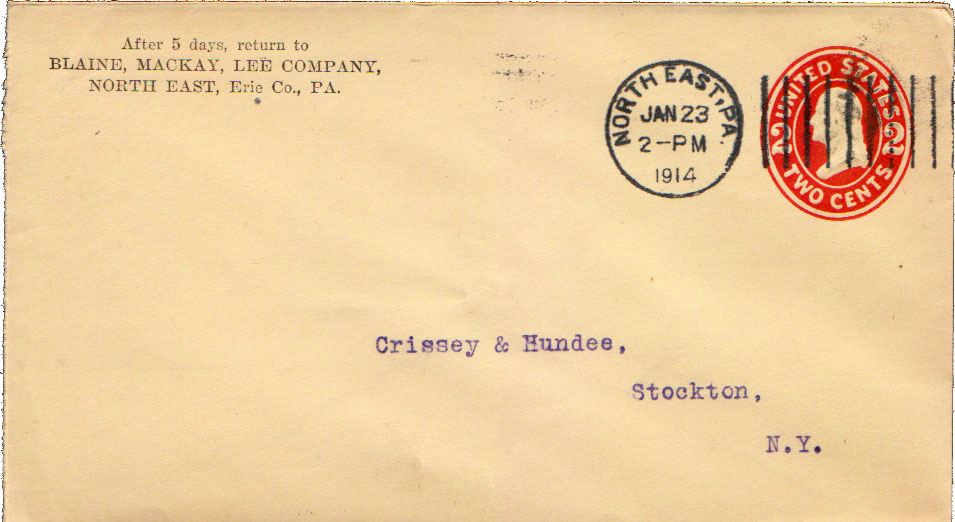 After 5 days, return to
BLAINE, MACKAY, LEE COMPANY,
NORTH EAST, Erie Co., PA.
NORTH EAST, PA.
JAN 23
2-PM
1914
UNITED STATES
2 2
TWO CENTS
Crissey & Hundee,
Stockton,
N.Y.